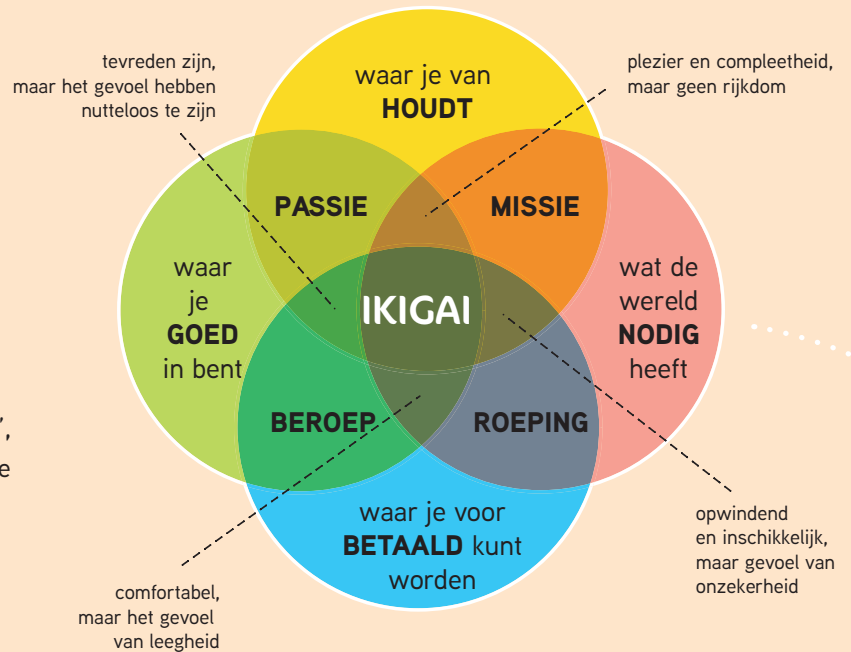 tevreden zijn,
maar het gevoel hebben
nutteloos te zijn
waar je van
HOUDT
plezier en compleetheid,
maar geen rijkdom
PASSIE
MISSIE
waar
je
GOED
in bent
IKIGAI
wat de
wereld
NODIG
heeft
BEROEP
ROEPING
',
e
waar je voor
BETAALD kunt
worden
opwindend
en inschikkelijk,
maar gevoel van
onzekerheid
comfortabel,
maar het gevoel
van leegheid